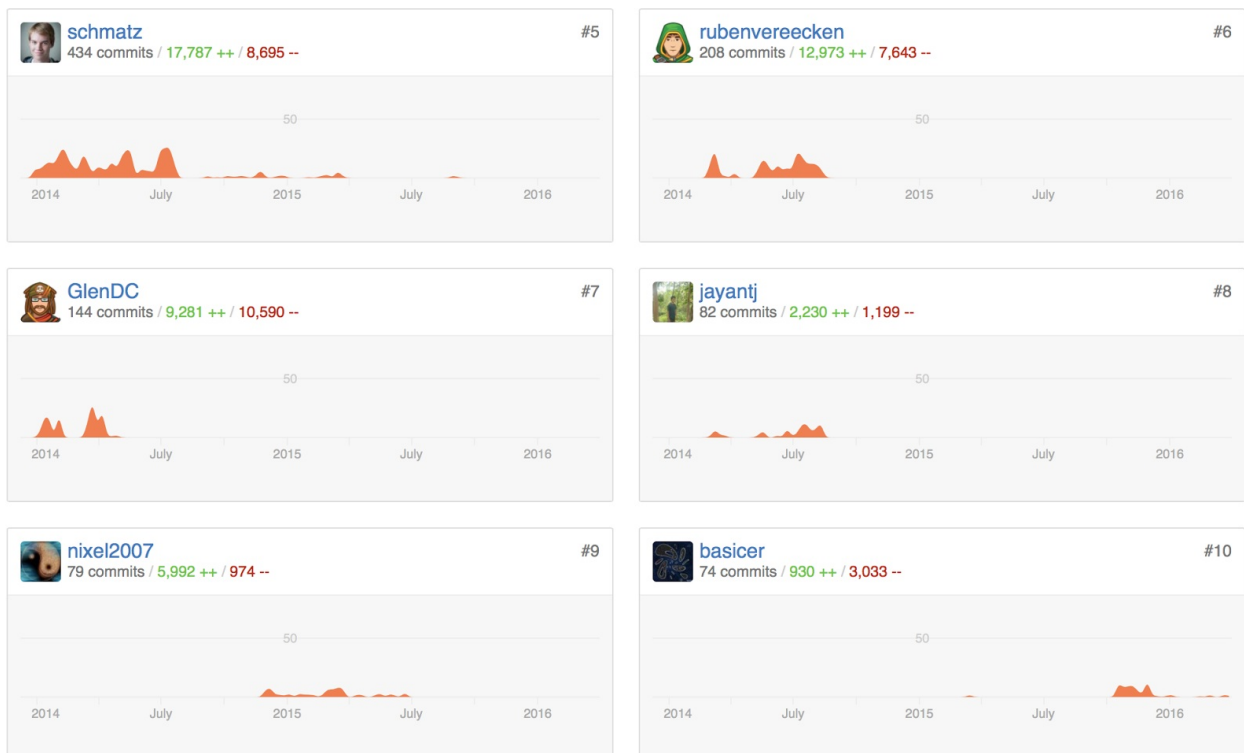 schmatz #5
434 commits / 17,787 ++ / 8,695 --
50
2014 July 2015 July 2016
rubenvereecken #6
208 commits / 12,973 ++ / 7,643 --
50
2014 July 2015 July 2016
GlenDC #7
144 commits / 9,281 ++ / 10,590 --
50
2014 July 2015 July 2016
jayantj #8
82 commits / 2,230 ++ / 1,199 --
50
2014 July 2015 July 2016
nixel2007 #9
79 commits / 5,992 ++ / 974 --
50
2014 July 2015 July 2016
basicer #10
74 commits / 930 ++ / 3,033 --
50
2014 July 2015 July 2016